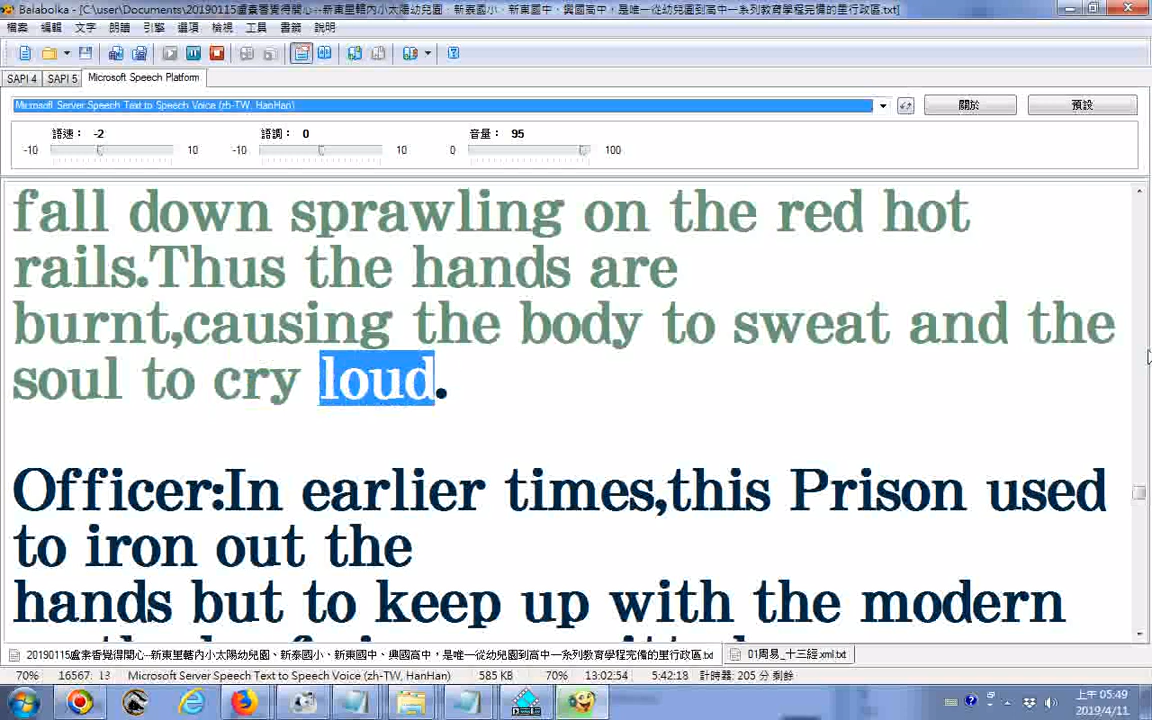 Balabolka - [C:\user\Documents\20190115盧素香覺得開心--新東里轄內小太陽幼兒園、新泰國小、新東國中、興國高中，是唯一從幼兒園到高中一系列教育學程完備的里行政區.txt]
檔案 編輯 文字 朗讀 引擎 選項 檢視 工具 書籤 說明
SAPI 4 SAPI 5 Microsoft Speech Platform
Microsoft Server Speech Text to Speech Voice (zh-TW, HanHan) 關於 預設
語速： -2 語調： 0 音量： 95
-10 10 -10 10 0 100
fall down sprawling on the red hot
rails.Thus the hands are
burnt,causing the body to sweat and the
soul to cry loud.
Officer:In earlier times,this Prison used
to iron out the
hands but to keep up with the modern
20190115盧素香覺得開心--新東里轄內小太陽幼兒園、新泰國小、新東國中、興國高中，是唯一從幼兒園到高中一系列教育學程完備的里行政區.txt 01周易_十三經.xml.txt
70% 16567: 13 Microsoft Server Speech Text to Speech Voice (zh-TW, HanHan) 585 KB 70% 13:02:54 5:42:18 計時器: 205 分 剩餘
上午 05:49
2019/4/11